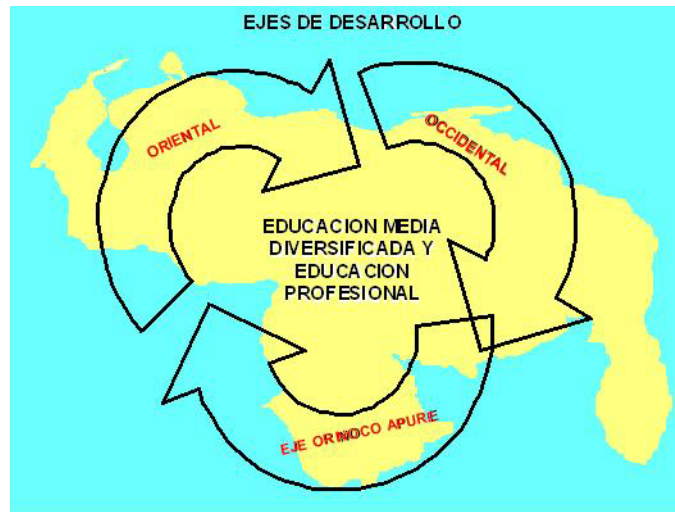 EJES DE DESARROLLO
ORIENTAL
OCCIDENTAL
EDUCACION MEDIA
DIVERSIFICADA Y
EDUCACION
PROFESIONAL
EJE ORINOCO APURE